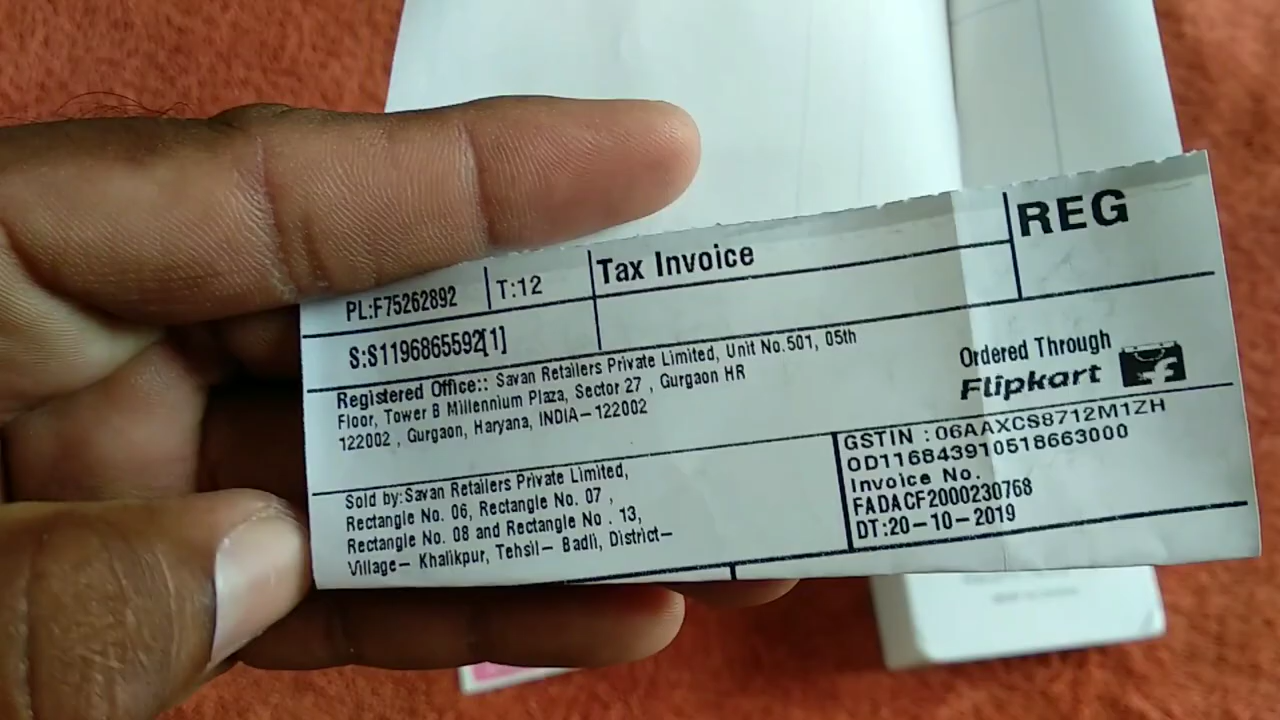 PL:F75262892
T:12
Tax Invoice
REG
S:S1196865592[1]
Registered Office:: Savan Retailers Private Limited, Unit No.501, 05th
Floor, Tower B Millennium Plaza, Sector 27 , Gurgaon HR
122002 , Gurgaon, Haryana, INDIA-122002
Ordered Through
Flipkart
Sold by:Savan Retailers Private Limited,
Rectangle No. 06, Rectangle No. 07 ,
Rectangle No. 08 and Rectangle No . 13,
Village- Khalikpur, Tehsil- Badli, District-
GSTIN : 06AAXCS8712M1ZH
OD116843910518663000
Invoice No.
FADACF2000230768
DT:20-10-2019